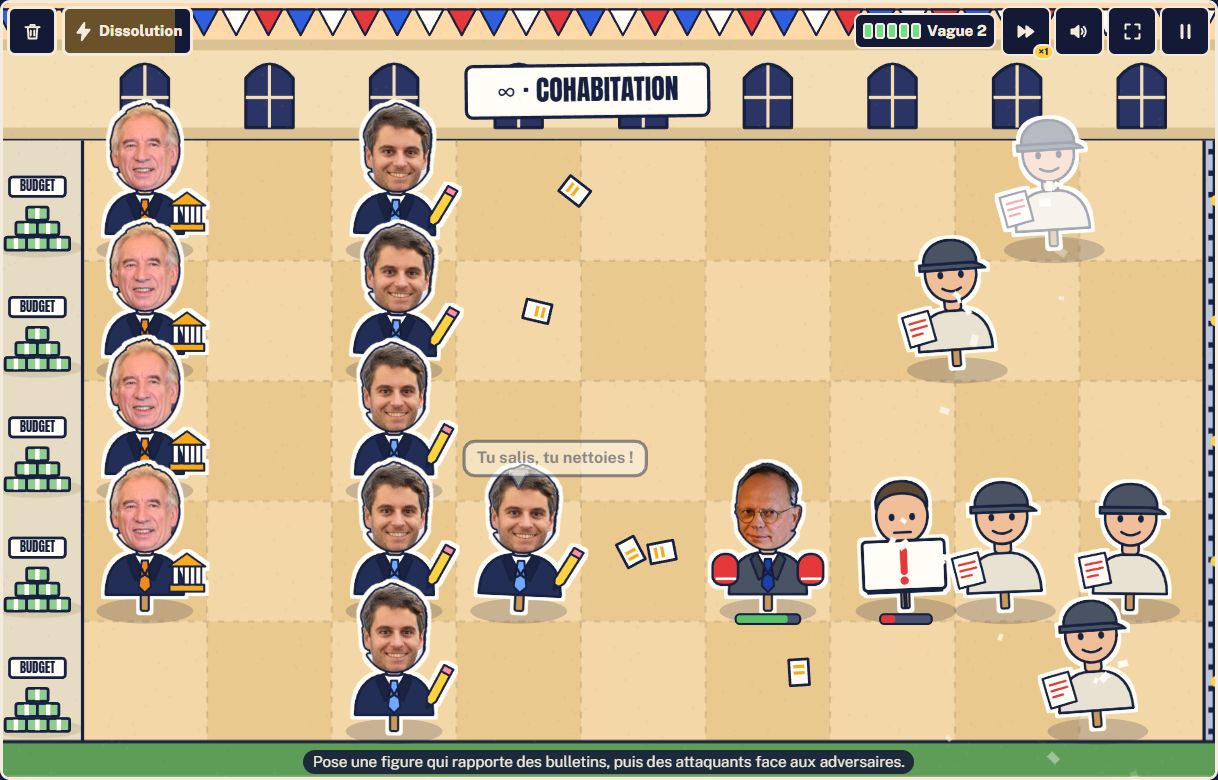 Dissolution
Vague 2
×1
∞ · COHABITATION
BUDGET
BUDGET
BUDGET
Tu salis, tu nettoies !
BUDGET
BUDGET
Pose une figure qui rapporte des bulletins, puis des attaquants face aux adversaires.